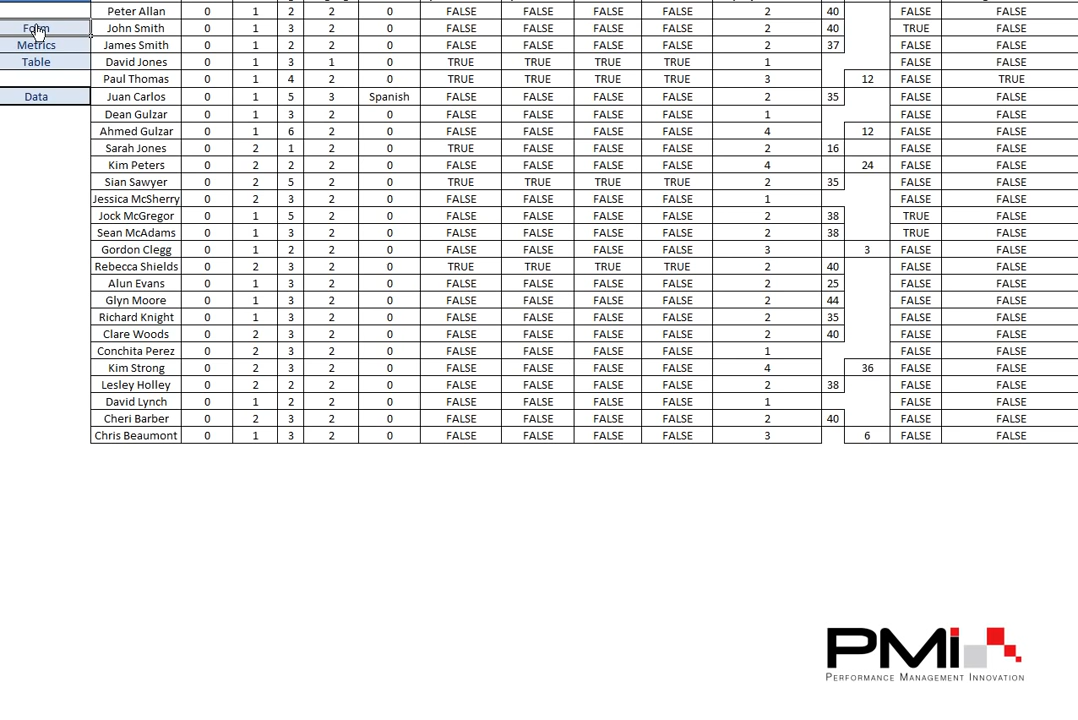 Peter Allan 0 1 2 2 0 FALSE FALSE FALSE FALSE 2 40 FALSE FALSE
Form John Smith 0 1 3 2 0 FALSE FALSE FALSE FALSE 2 40 TRUE FALSE
Metrics James Smith 0 1 2 2 0 FALSE FALSE FALSE FALSE 2 37 FALSE FALSE
Table David Jones 0 1 3 1 0 TRUE TRUE TRUE TRUE 1 FALSE FALSE
Paul Thomas 0 1 4 2 0 TRUE TRUE TRUE TRUE 3 12 FALSE TRUE
Data Juan Carlos 0 1 5 3 Spanish FALSE FALSE FALSE FALSE 2 35 FALSE FALSE
Dean Gulzar 0 1 3 2 0 FALSE FALSE FALSE FALSE 1 FALSE FALSE
Ahmed Gulzar 0 1 6 2 0 FALSE FALSE FALSE FALSE 4 12 FALSE FALSE
Sarah Jones 0 2 1 2 0 TRUE FALSE FALSE FALSE 2 16 FALSE FALSE
Kim Peters 0 2 2 2 0 FALSE FALSE FALSE FALSE 4 24 FALSE FALSE
Sian Sawyer 0 2 5 2 0 TRUE TRUE TRUE TRUE 2 35 FALSE FALSE
Jessica McSherry 0 2 3 2 0 FALSE FALSE FALSE FALSE 1 FALSE FALSE
Jock McGregor 0 1 5 2 0 FALSE FALSE FALSE FALSE 2 38 TRUE FALSE
Sean McAdams 0 1 3 2 0 FALSE FALSE FALSE FALSE 2 38 TRUE FALSE
Gordon Clegg 0 1 2 2 0 FALSE FALSE FALSE FALSE 3 3 FALSE FALSE
Rebecca Shields 0 2 3 2 0 TRUE TRUE TRUE TRUE 2 40 FALSE FALSE
Alun Evans 0 1 3 2 0 FALSE FALSE FALSE FALSE 2 25 FALSE FALSE
Glyn Moore 0 1 3 2 0 FALSE FALSE FALSE FALSE 2 44 FALSE FALSE
Richard Knight 0 1 3 2 0 FALSE FALSE FALSE FALSE 2 35 FALSE FALSE
Clare Woods 0 2 3 2 0 FALSE FALSE FALSE FALSE 2 40 FALSE FALSE
Conchita Perez 0 2 3 2 0 FALSE FALSE FALSE FALSE 1 FALSE FALSE
Kim Strong 0 2 3 2 0 FALSE FALSE FALSE FALSE 4 36 FALSE FALSE
Lesley Holley 0 2 2 2 0 FALSE FALSE FALSE FALSE 2 38 FALSE FALSE
David Lynch 0 1 2 2 0 FALSE FALSE FALSE FALSE 1 FALSE FALSE
Cheri Barber 0 2 3 2 0 FALSE FALSE FALSE FALSE 2 40 FALSE FALSE
Chris Beaumont 0 1 3 2 0 FALSE FALSE FALSE FALSE 3 6 FALSE FALSE
PMi
PERFORMANCE MANAGEMENT INNOVATION